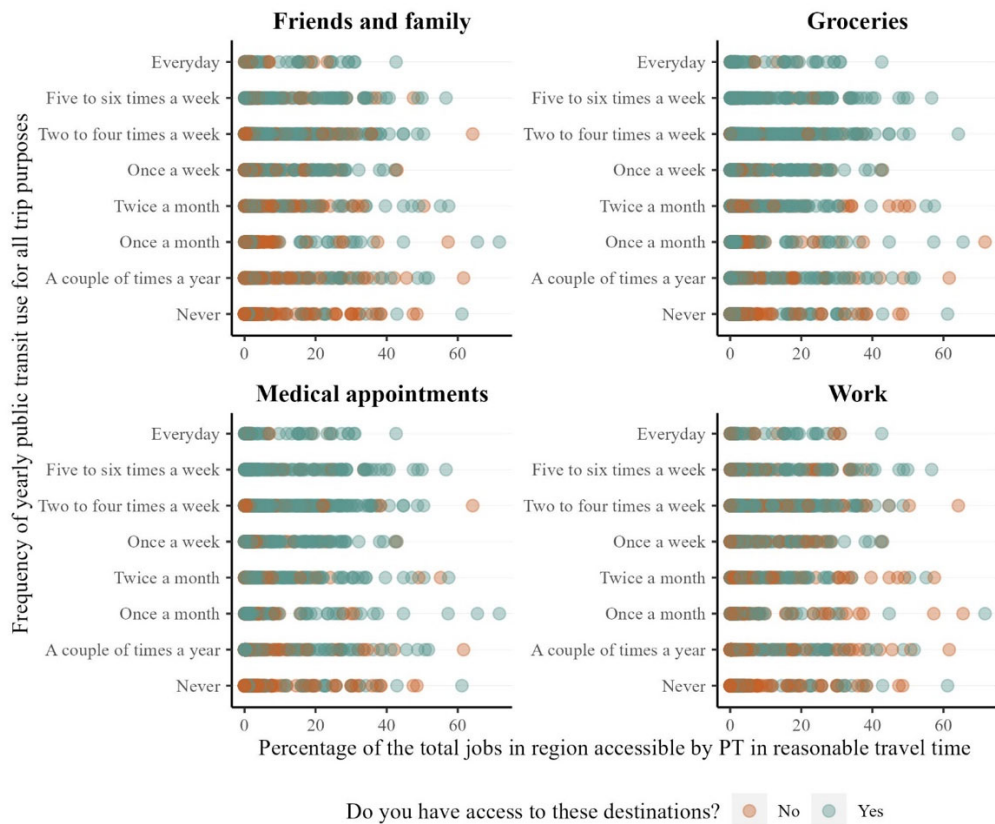 Friends and family
Groceries
Everyday
Five to six times a week
Two to four times a week
Once a week
Twice a month
Once a month
A couple of times a year
Never
0 20 40 60
Everyday
Five to six times a week
Two to four times a week
Once a week
Twice a month
Once a month
A couple of times a year
Never
0 20 40 60
Medical appointments
Work
Everyday
Five to six times a week
Two to four times a week
Once a week
Twice a month
Once a month
A couple of times a year
Never
0 20 40 60
Everyday
Five to six times a week
Two to four times a week
Once a week
Twice a month
Once a month
A couple of times a year
Never
0 20 40 60
Frequency of yearly public transit use for all trip purposes
Percentage of the total jobs in region accessible by PT in reasonable travel time
Do you have access to these destinations? No Yes